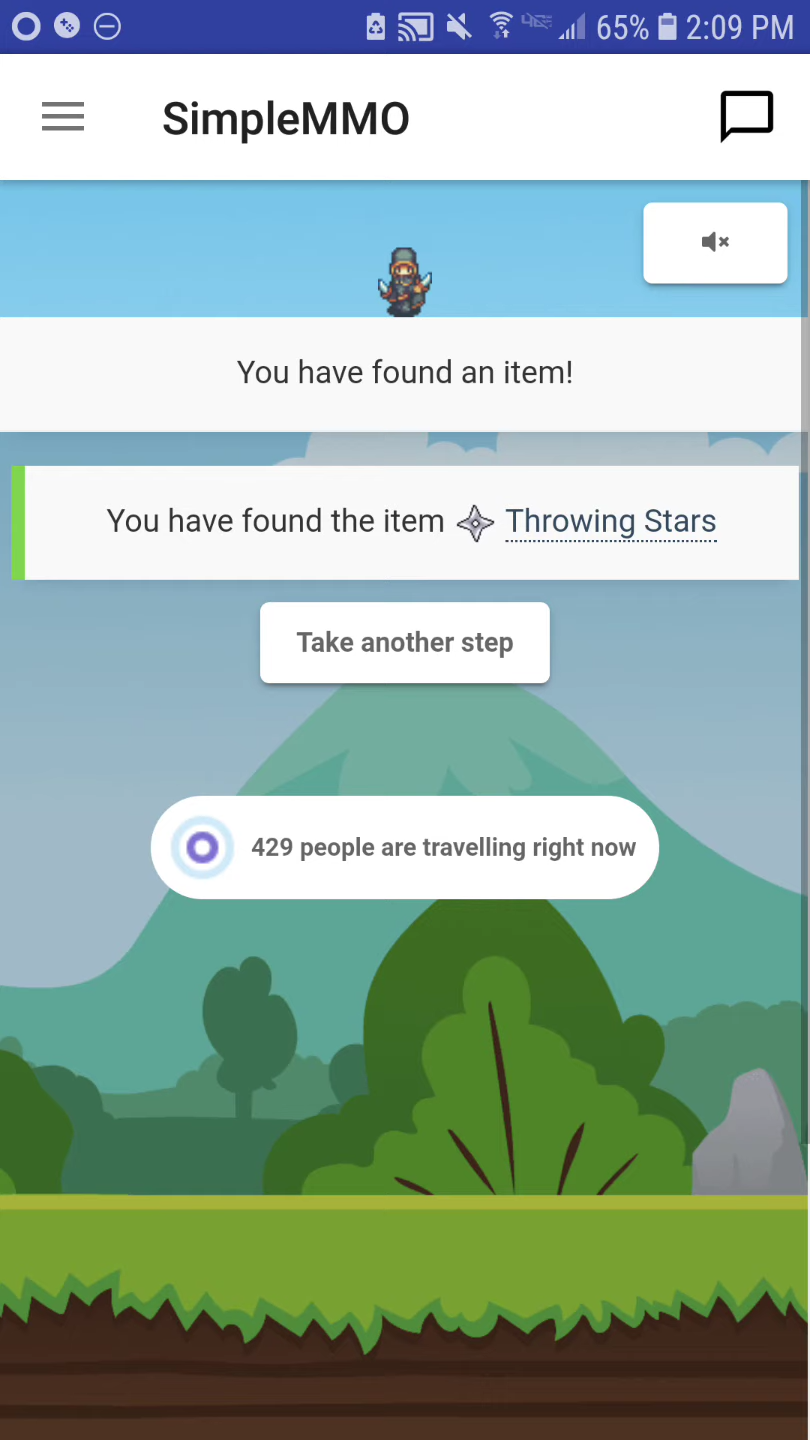 65% 2:09 PM
SimpleMMO
You have found an item!
You have found the item Throwing Stars
Take another step
429 people are travelling right now